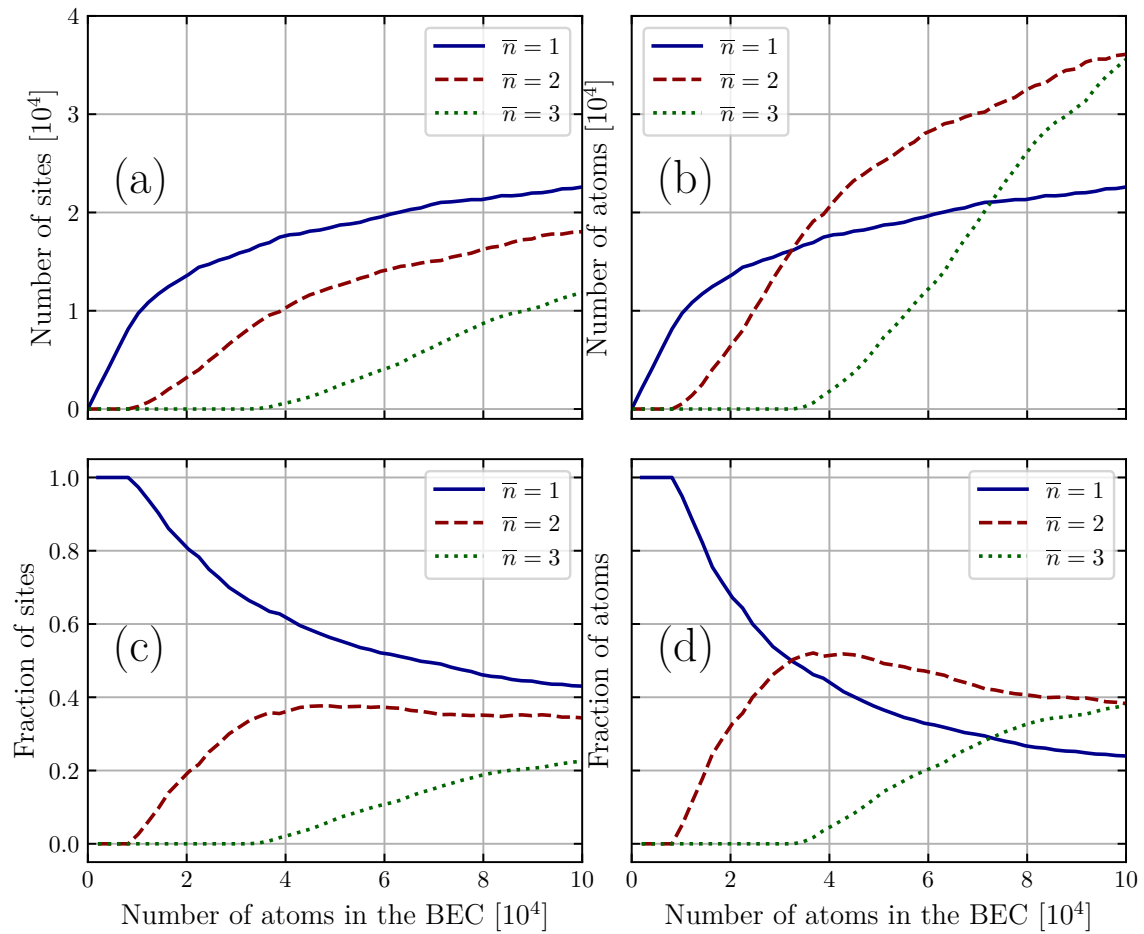 4
3
2
1
0
Number of sites [10⁴]
(a)
n̅ = 1
n̅ = 2
n̅ = 3
Number of atoms [10⁴]
(b)
n̅ = 1
n̅ = 2
n̅ = 3
1.0
0.8
0.6
0.4
0.2
0.0
Fraction of sites
(c)
n̅ = 1
n̅ = 2
n̅ = 3
0 2 4 6 8 10
Number of atoms in the BEC [10⁴]
Fraction of atoms
(d)
n̅ = 1
n̅ = 2
n̅ = 3
0 2 4 6 8 10
Number of atoms in the BEC [10⁴]